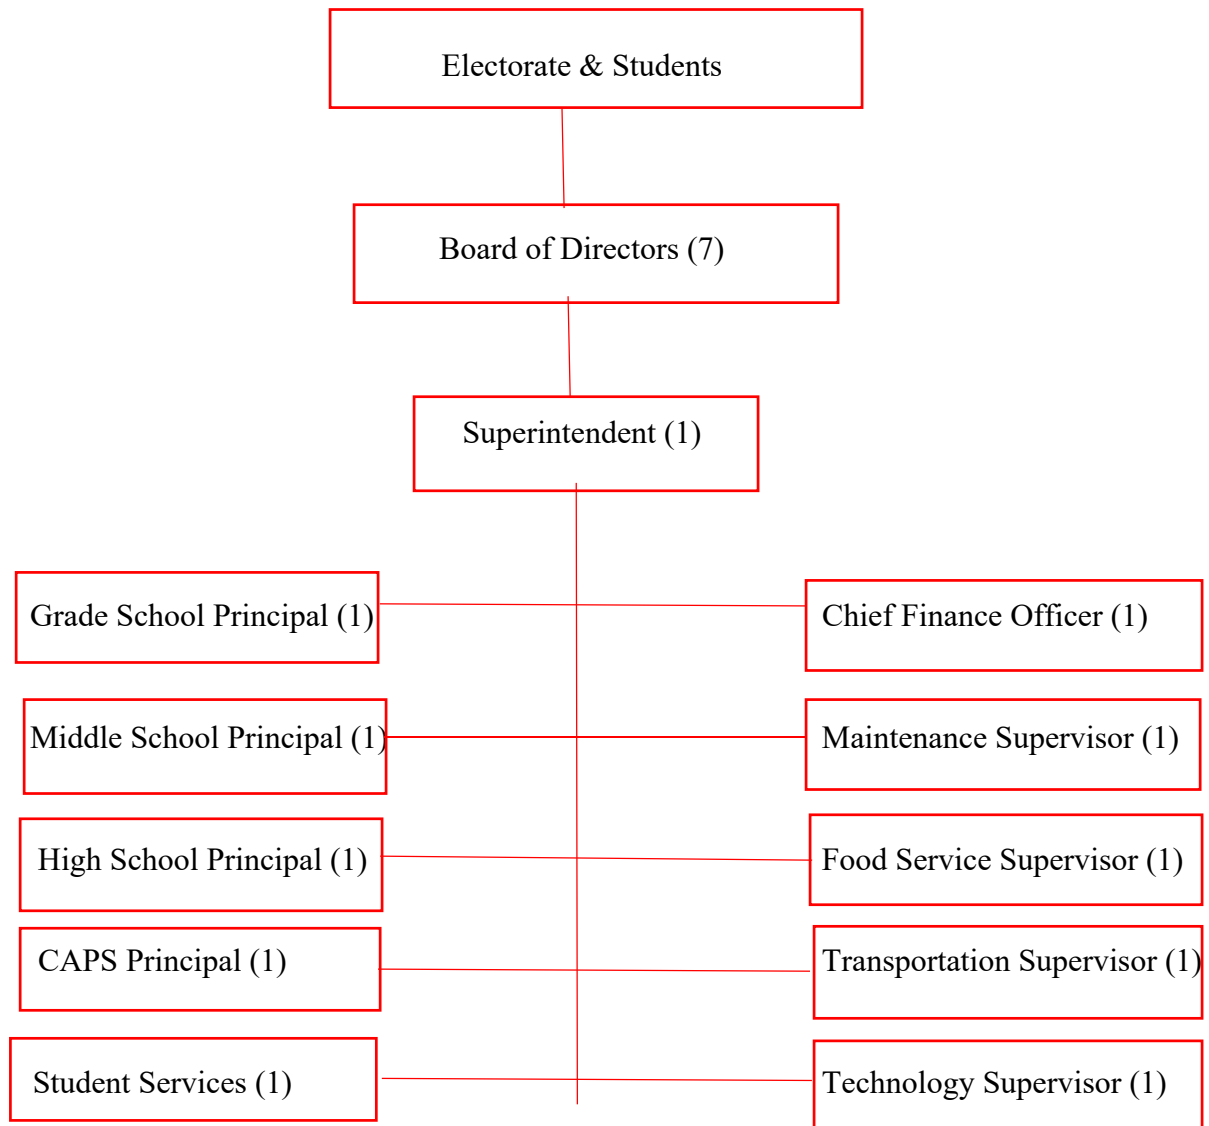 Electorate & Students
Board of Directors (7)
Superintendent (1)
Grade School Principal (1)
Chief Finance Officer (1)
Middle School Principal (1)
Maintenance Supervisor (1)
High School Principal (1)
Food Service Supervisor (1)
CAPS Principal (1)
Transportation Supervisor (1)
Student Services (1)
Technology Supervisor (1)